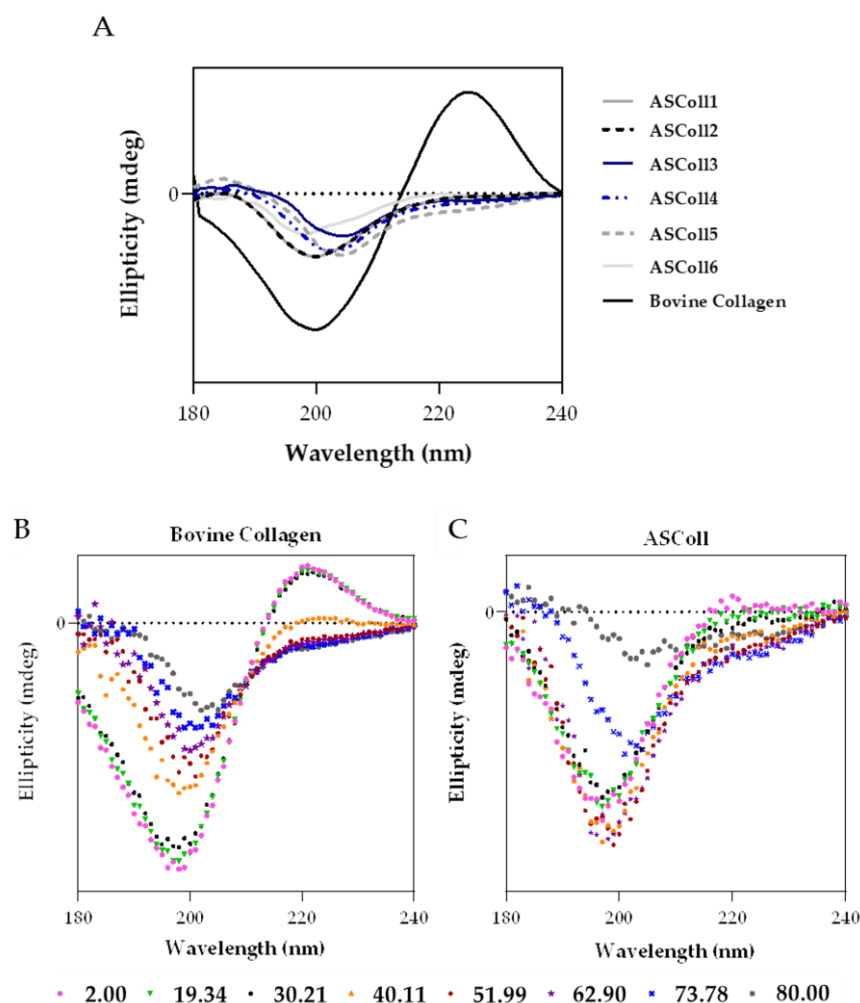 A
Ellipticity (mdeg)
0
180
200
220
240
Wavelength (nm)
ASColl1
ASColl2
ASColl3
ASColl4
ASColl5
ASColl6
Bovine Collagen
B
Bovine Collagen
Ellipticity (mdeg)
0
180
200
220
240
Wavelength (nm)
C
ASColl
Ellipticity (mdeg)
0
180
200
220
240
Wavelength (nm)
2.00 19.34 30.21 40.11 51.99 62.90 73.78 80.00